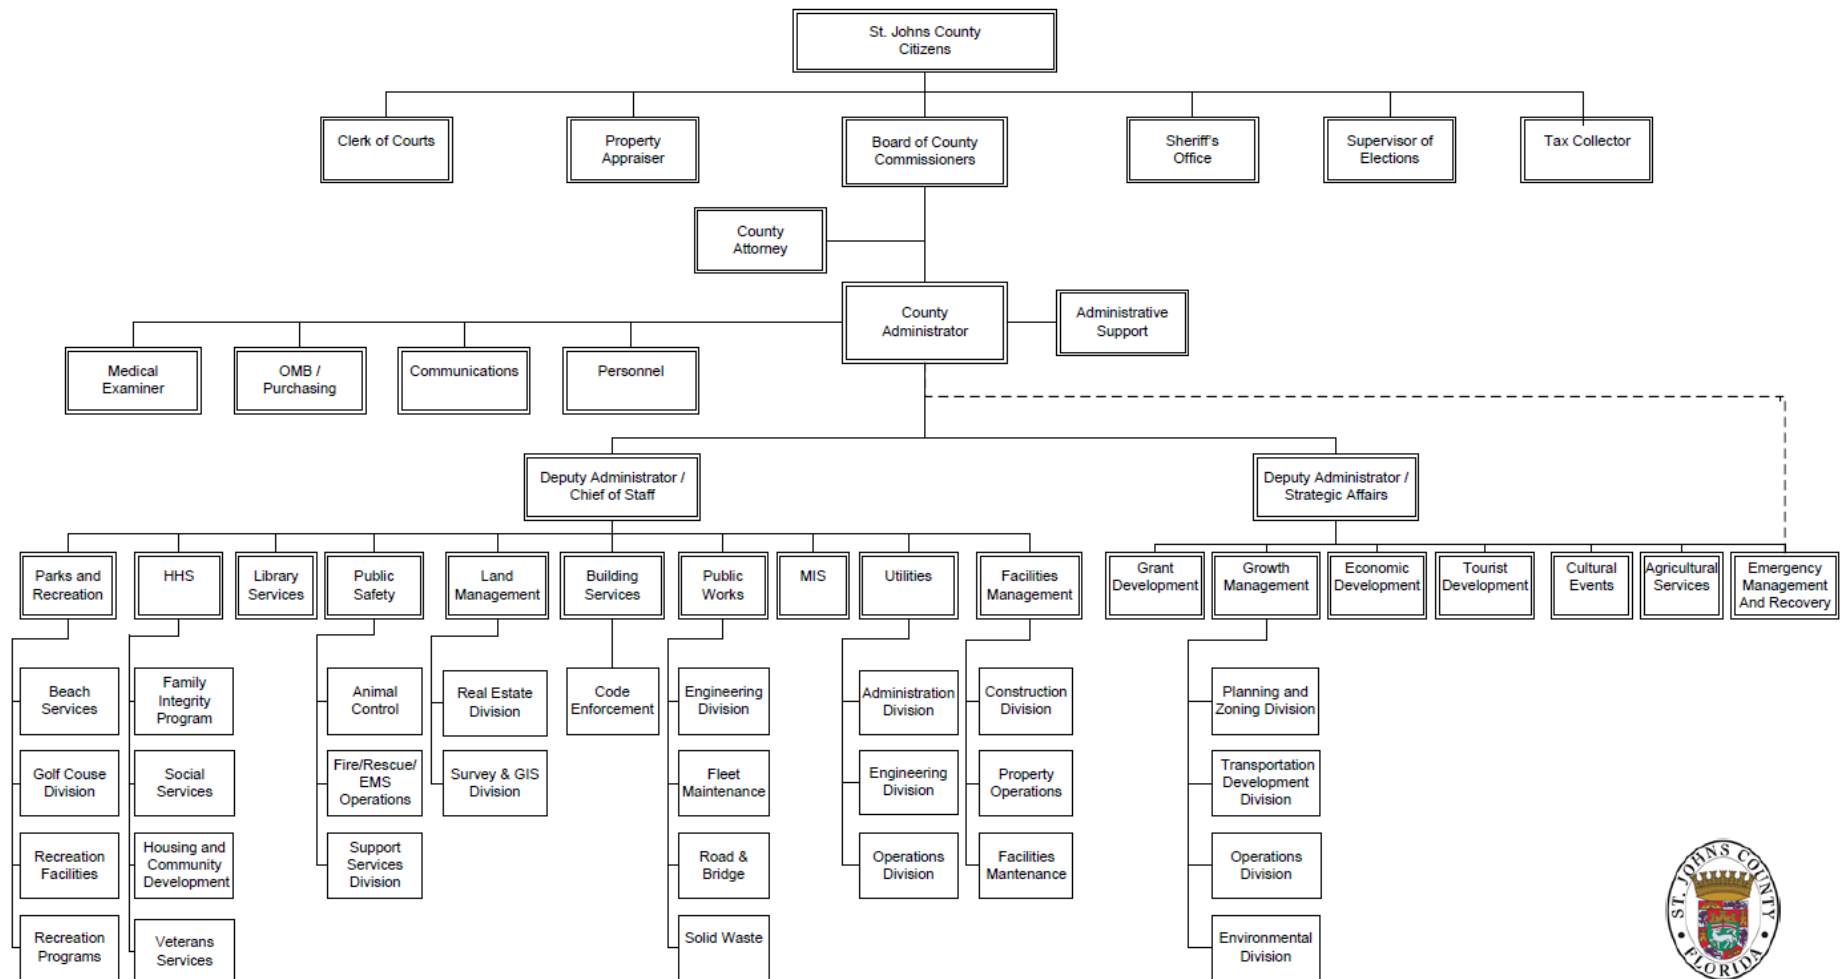 St. Johns County
Citizens
Clerk of Courts
Property
Appraiser
Board of County
Commissioners
Sheriff's
Office
Supervisor of
Elections
Tax Collector
County
Attorney
County
Administrator
Administrative
Support
Medical
Examiner
OMB /
Purchasing
Communications
Personnel
Deputy Administrator /
Chief of Staff
Deputy Administrator /
Strategic Affairs
Parks and
Recreation
HHS
Library
Services
Public
Safety
Land
Management
Building
Services
Public
Works
MIS
Utilities
Facilities
Management
Grant
Development
Growth
Management
Economic
Development
Tourist
Development
Cultural
Events
Agricultural
Services
Emergency
Management
And Recovery
Beach
Services
Family
Integrity
Program
Animal
Control
Real Estate
Division
Code
Enforcement
Engineering
Division
Administration
Division
Construction
Division
Planning and
Zoning Division
Golf Couse
Division
Social
Services
Fire/Rescue/
EMS
Operations
Survey & GIS
Division
Fleet
Maintenance
Engineering
Division
Property
Operations
Transportation
Development
Division
Recreation
Facilities
Housing and
Community
Development
Support
Services
Division
Road &
Bridge
Operations
Division
Facilities
Mantenance
Operations
Division
Recreation
Programs
Veterans
Services
Solid Waste
Environmental
Division
ST. JOHNS COUNTY
FLORIDA